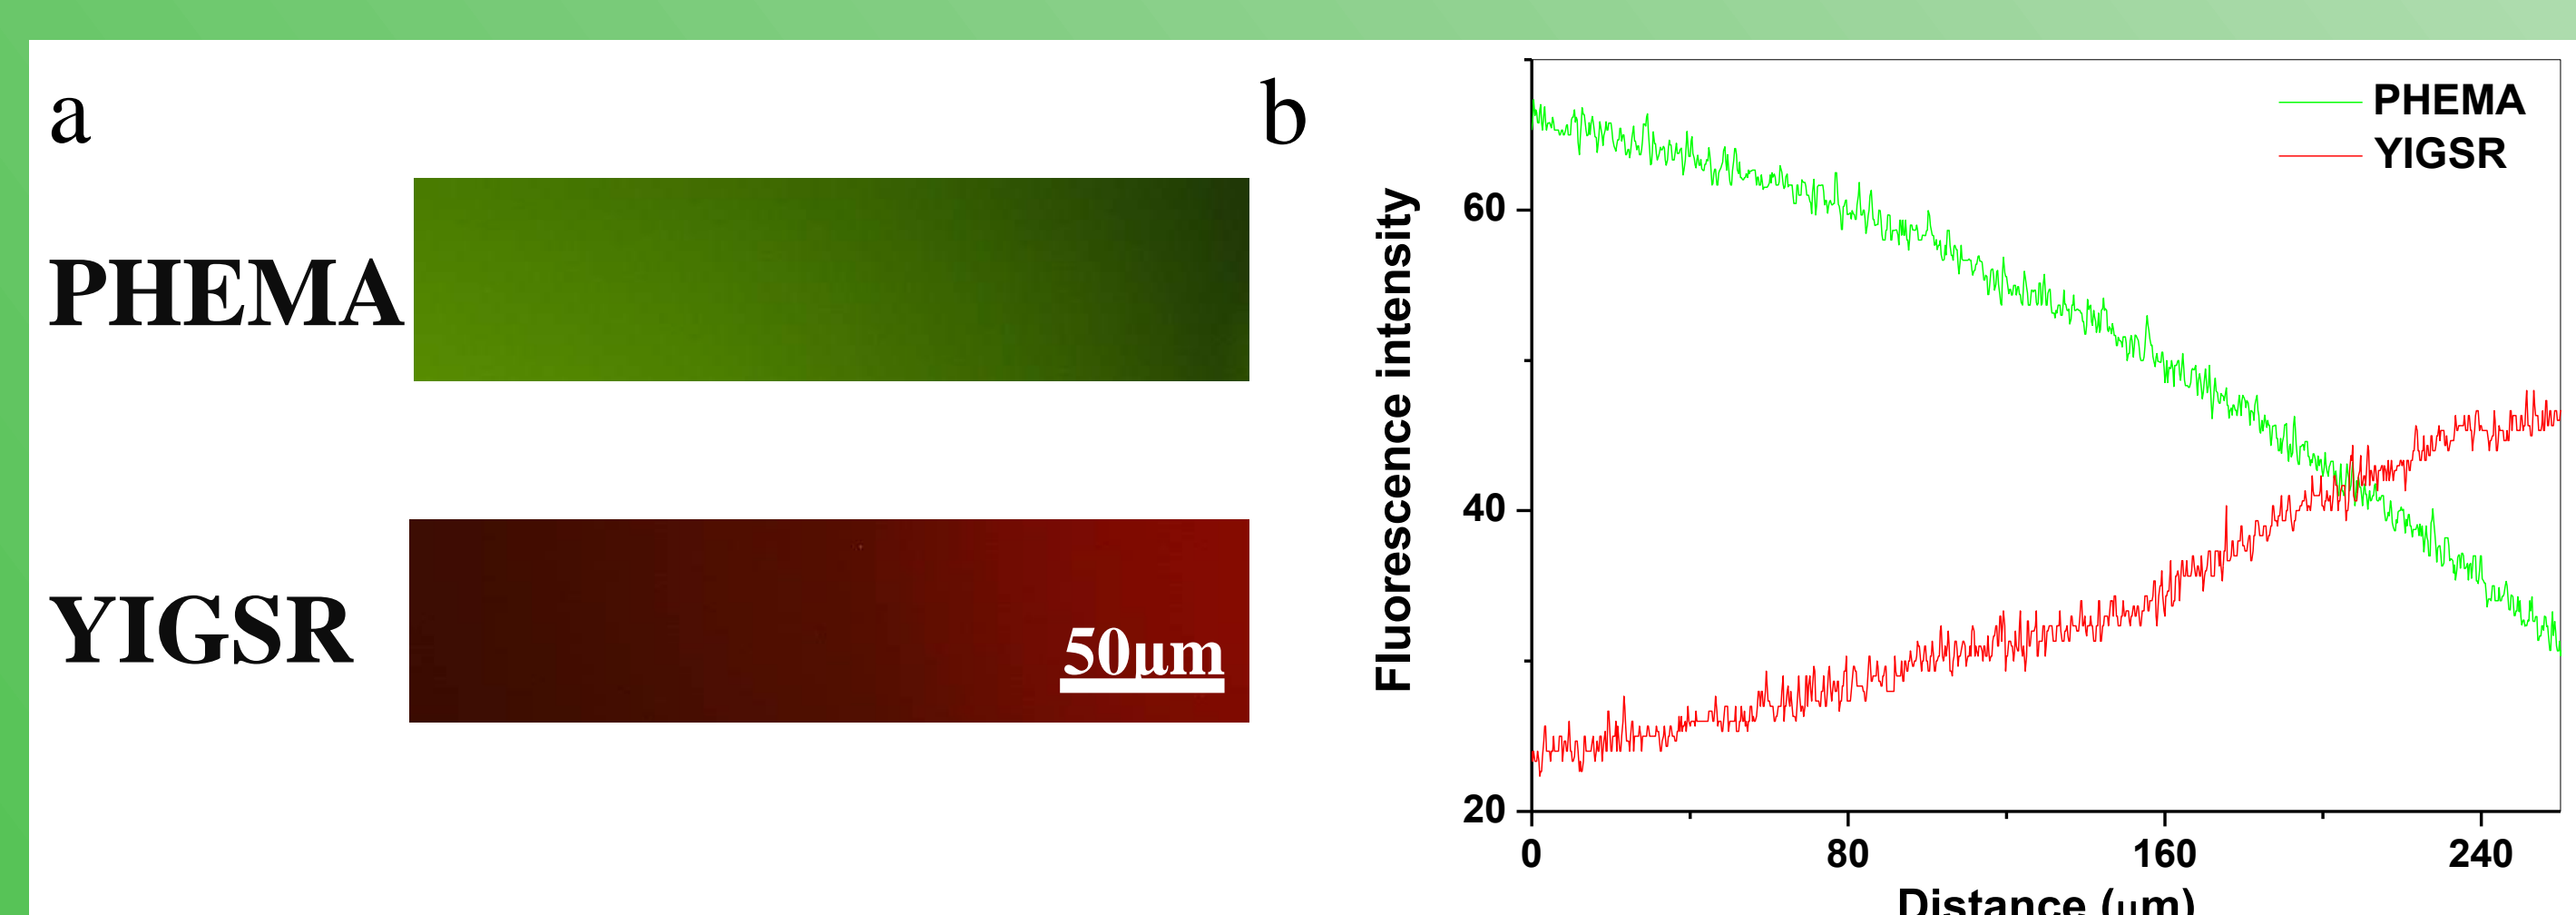 a
PHEMA
YIGSR
50μm
b
PHEMA
YIGSR
Fluorescence intensity
60
40
20
0 80 160 240
Distance (μm)